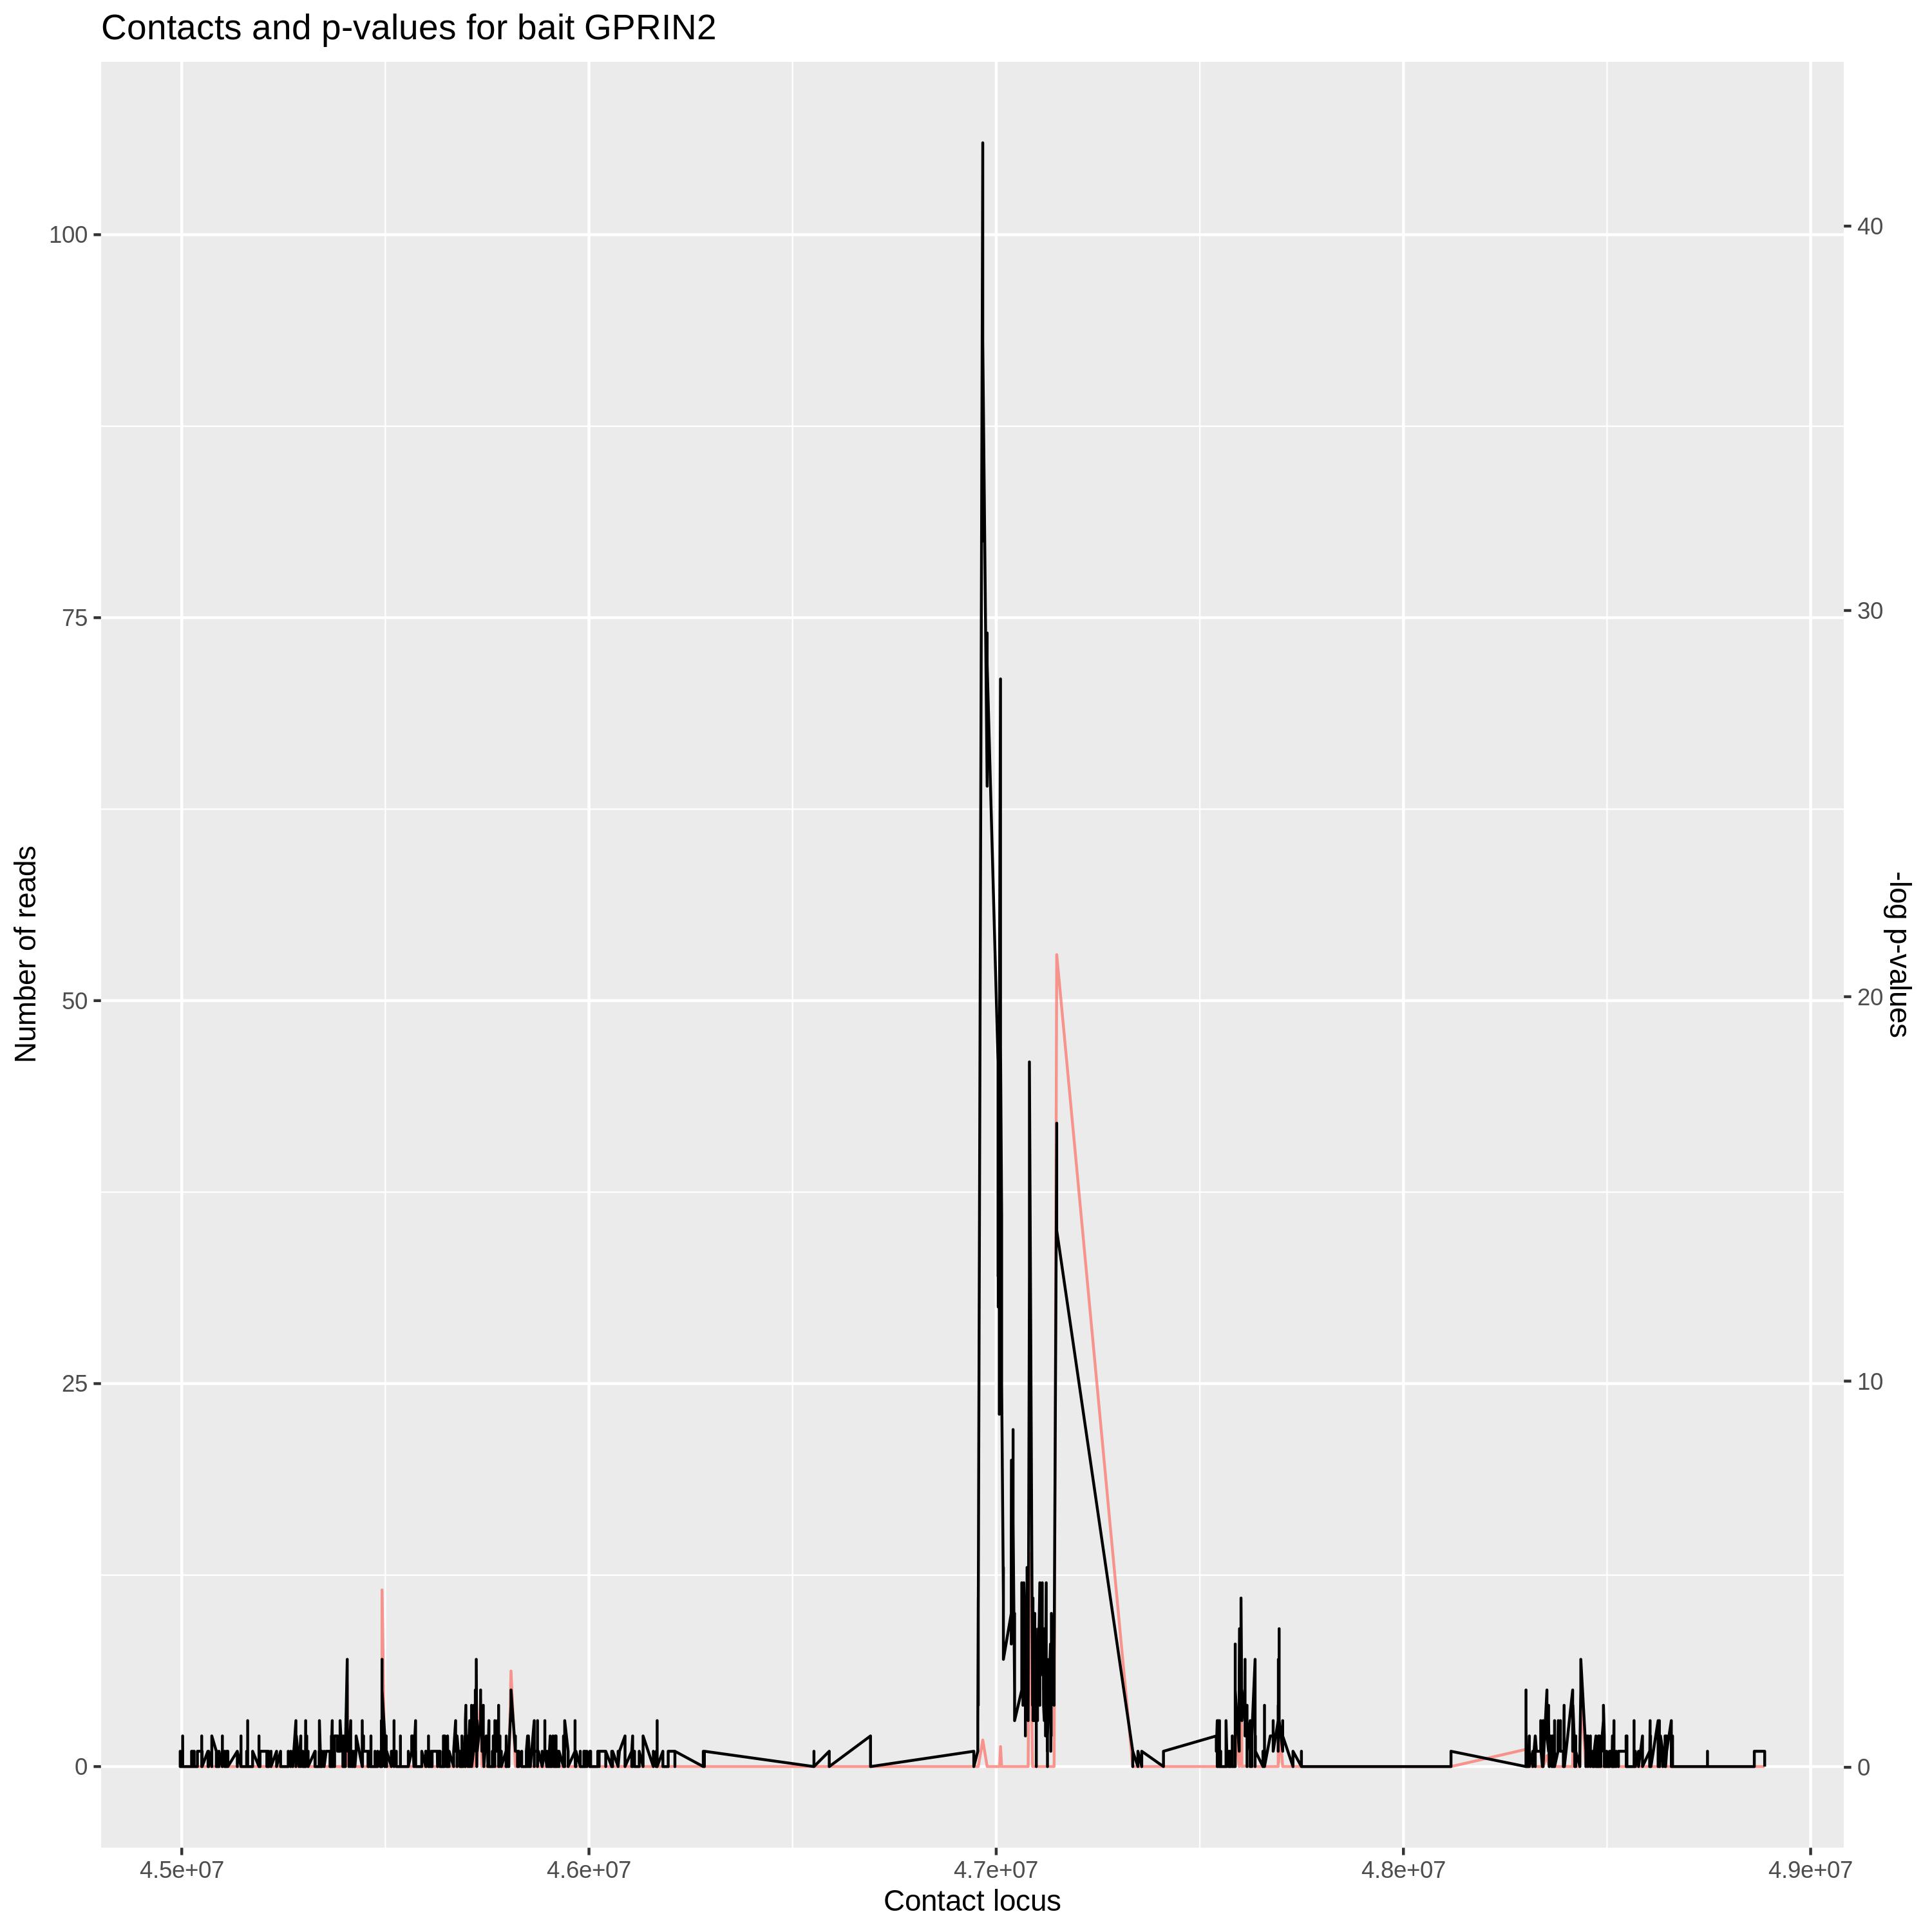 Contacts and p-values for bait GPRIN2
Number of reads
100
75
50
25
0
40
30
20
10
0
-log p-values
4.5e+07
4.6e+07
4.7e+07
4.8e+07
4.9e+07
Contact locus